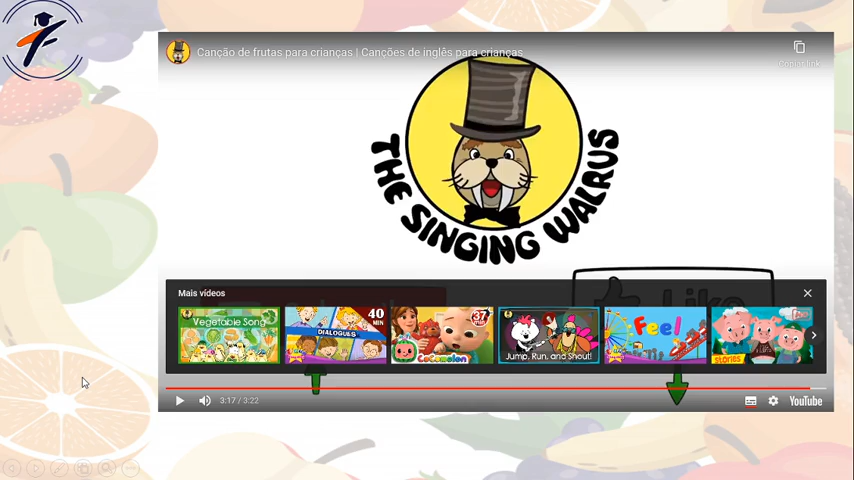 Canção de frutas para crianças | Canções de inglês para crianças
Copiar link
THE SINGING WALRUS
Like
Mais vídeos
Vegetable Song
40
MIN
DIALOGUES
37
CoComelon
Jump, Run, and Shout!
Feel
stories
3:17 / 3:22
YouTube